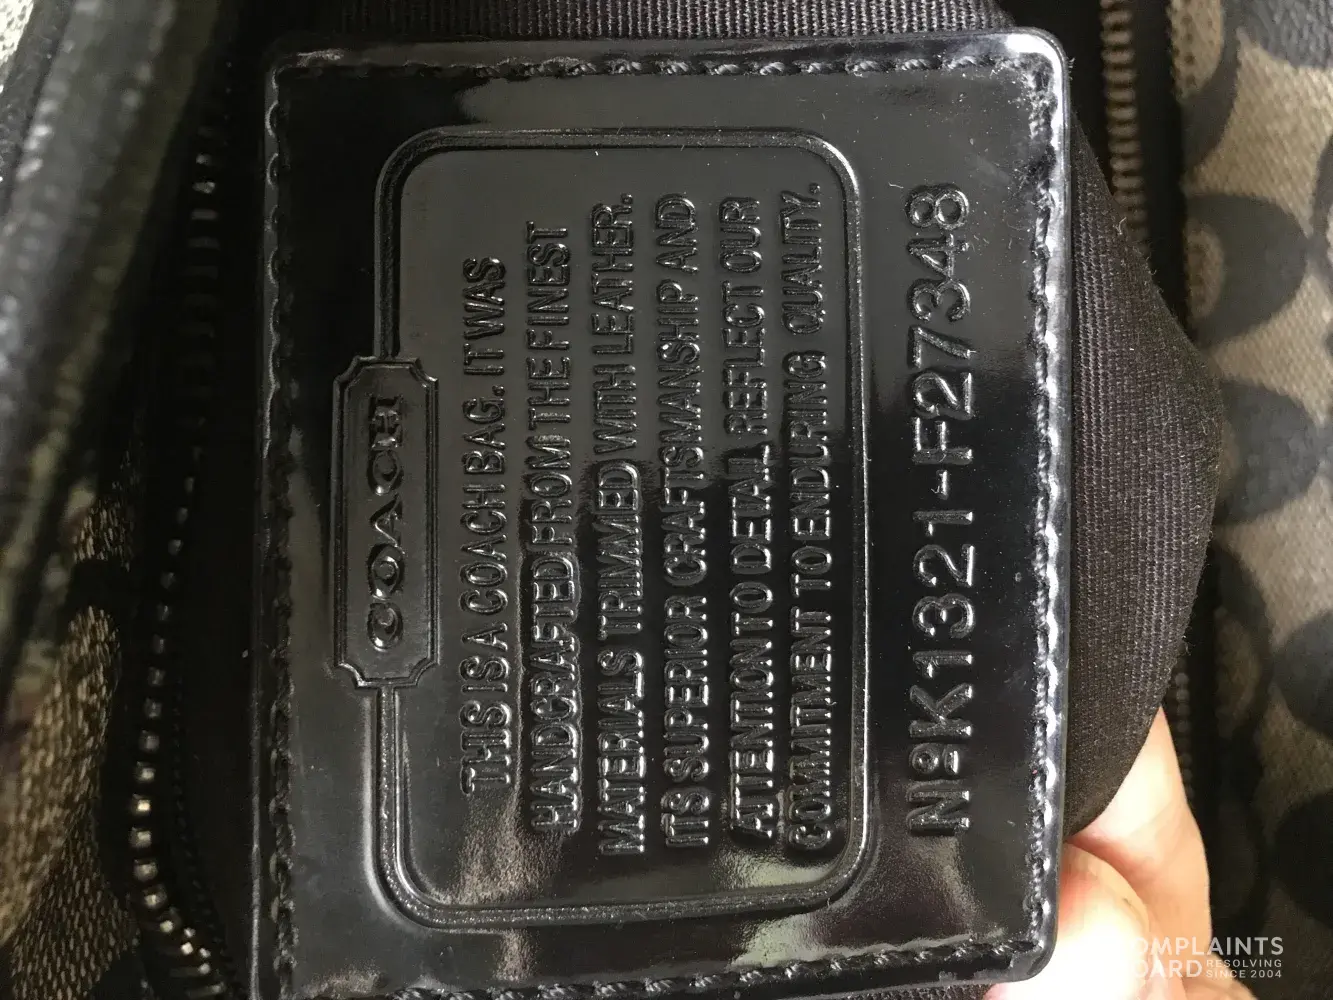 COACH
THIS IS A COACH BAG. IT WAS
HANDCRAFTED FROM THE FINEST
MATERIALS TRIMMED WITH LEATHER.
ITS SUPERIOR CRAFTSMANSHIP AND
ATTENTION TO DETAIL REFLECT OUR
COMMITMENT TO ENDURING QUALITY.
NºK1321-F27348
COMPLAINTS
BOARD RESOLVING
SINCE 2004